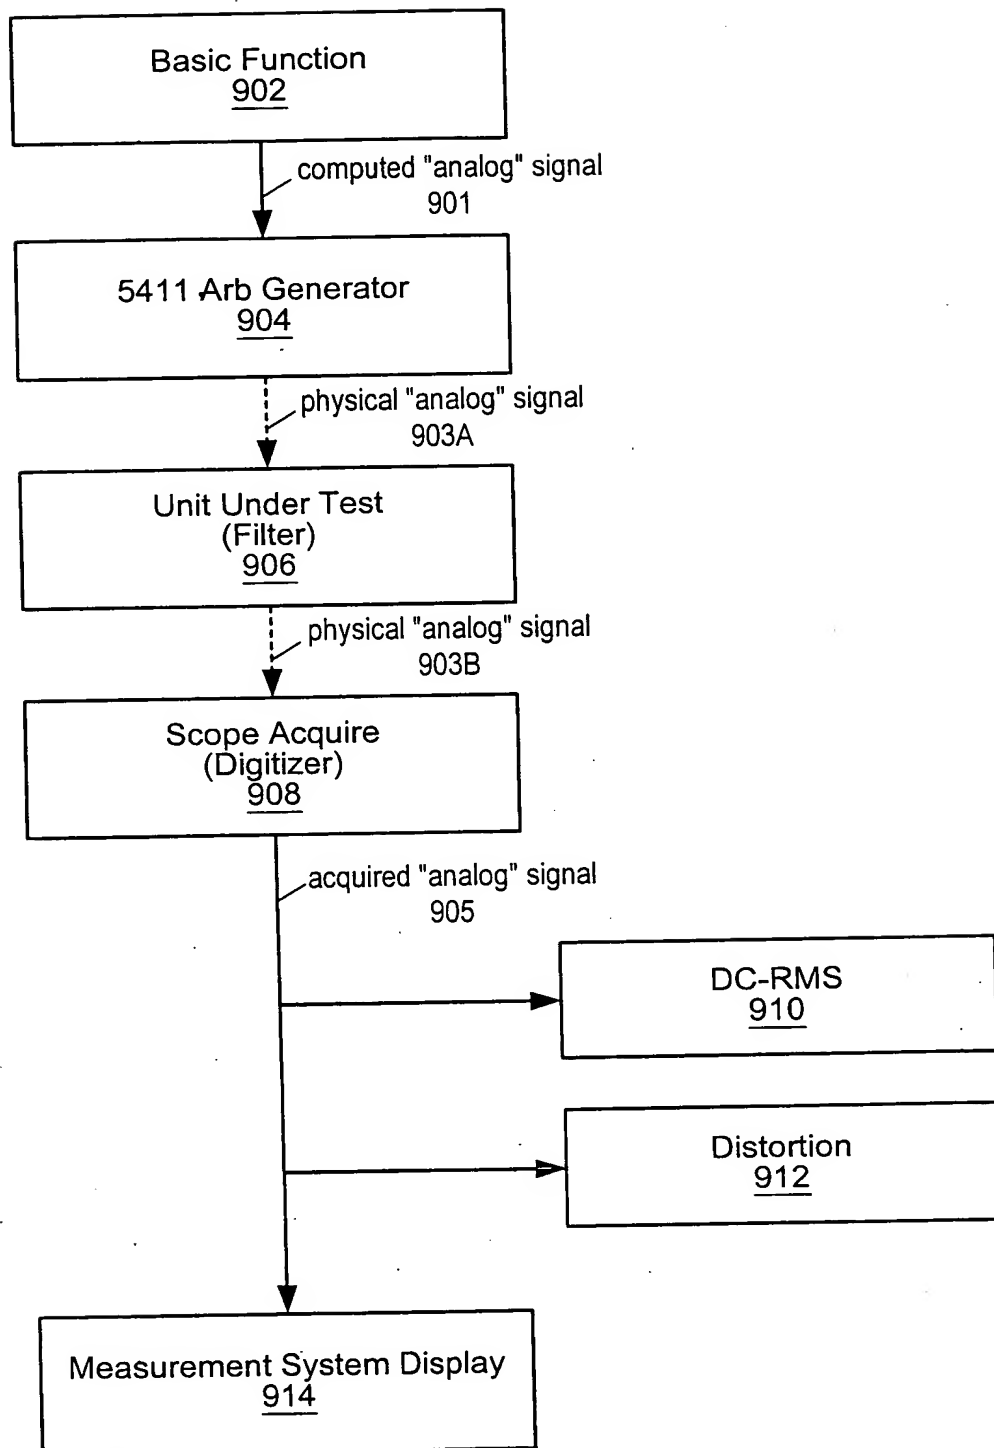 Basic Function
902
computed "analog" signal
901
5411 Arb Generator
904
physical "analog" signal
903A
Unit Under Test
(Filter)
906
physical "analog" signal
903B
Scope Acquire
(Digitizer)
908
acquired "analog" signal
905
DC-RMS
910
Distortion
912
Measurement System Display
914